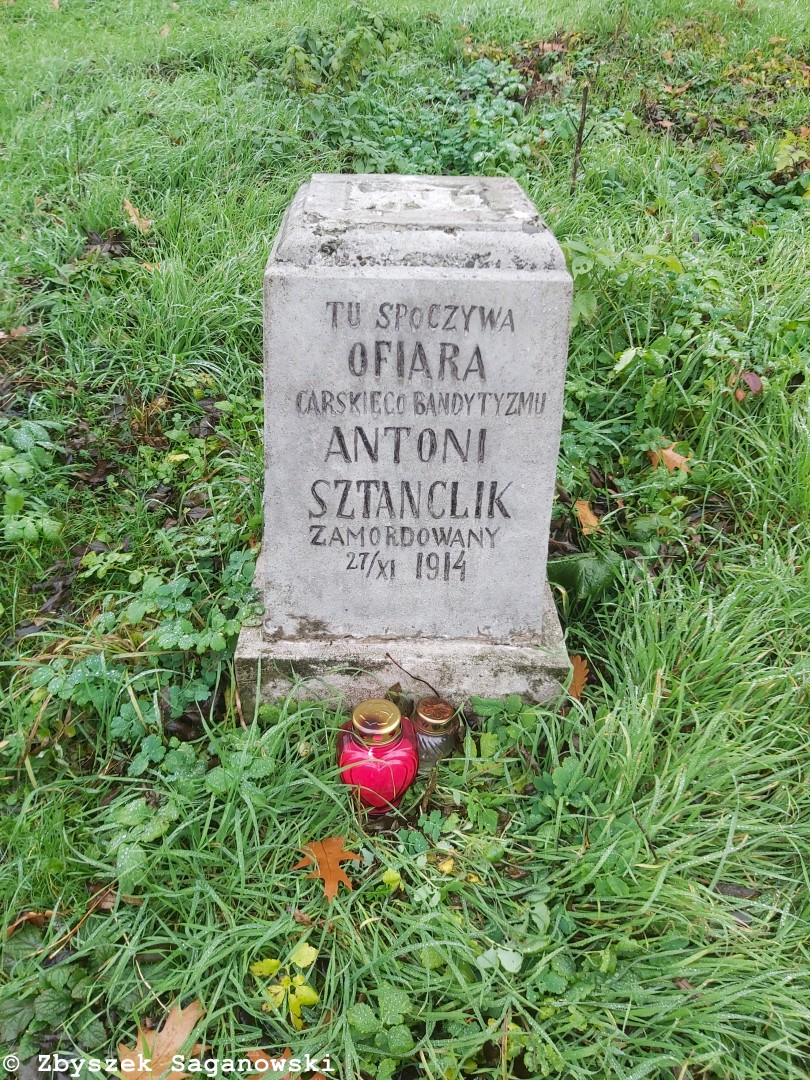 TU SPOCZYWA
OFIARA
CARSKIEGO BANDYTYZMU
ANTONI
SZTANCLIK
ZAMORDOWANY
27/XI 1914
© Zbyszek Saganowski